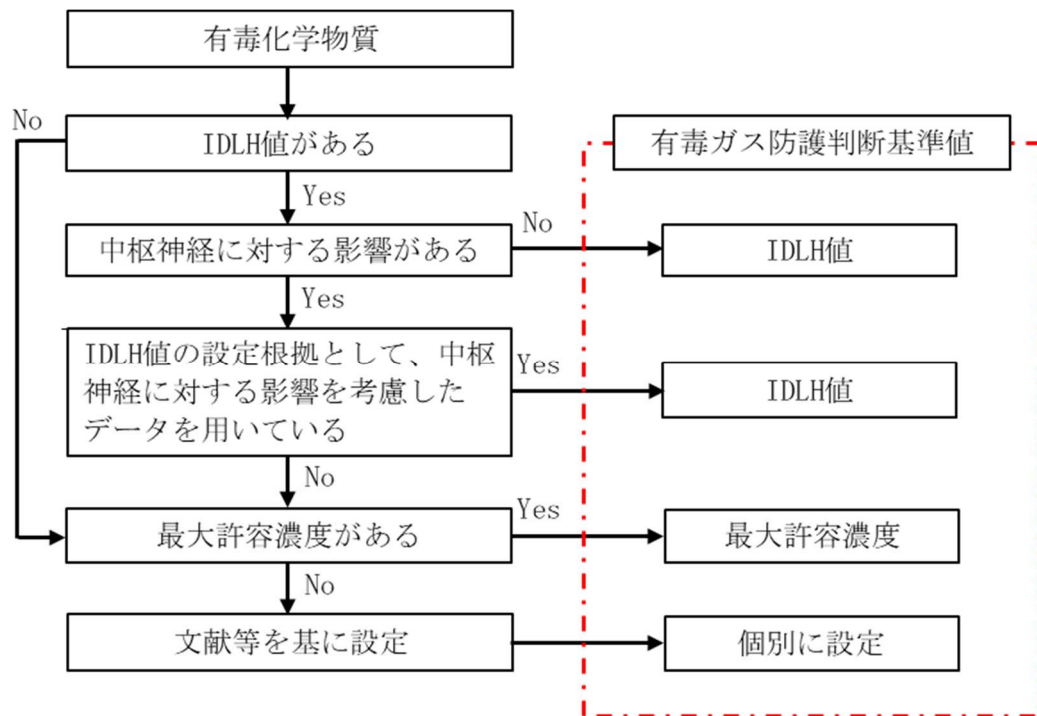 有毒化学物質
No
IDLH値がある
有毒ガス防護判断基準値
Yes
中枢神経に対する影響がある
No
IDLH値
Yes
IDLH値の設定根拠として、中枢
神経に対する影響を考慮した
データを用いている
Yes
IDLH値
No
最大許容濃度がある
Yes
最大許容濃度
No
文献等を基に設定
個別に設定